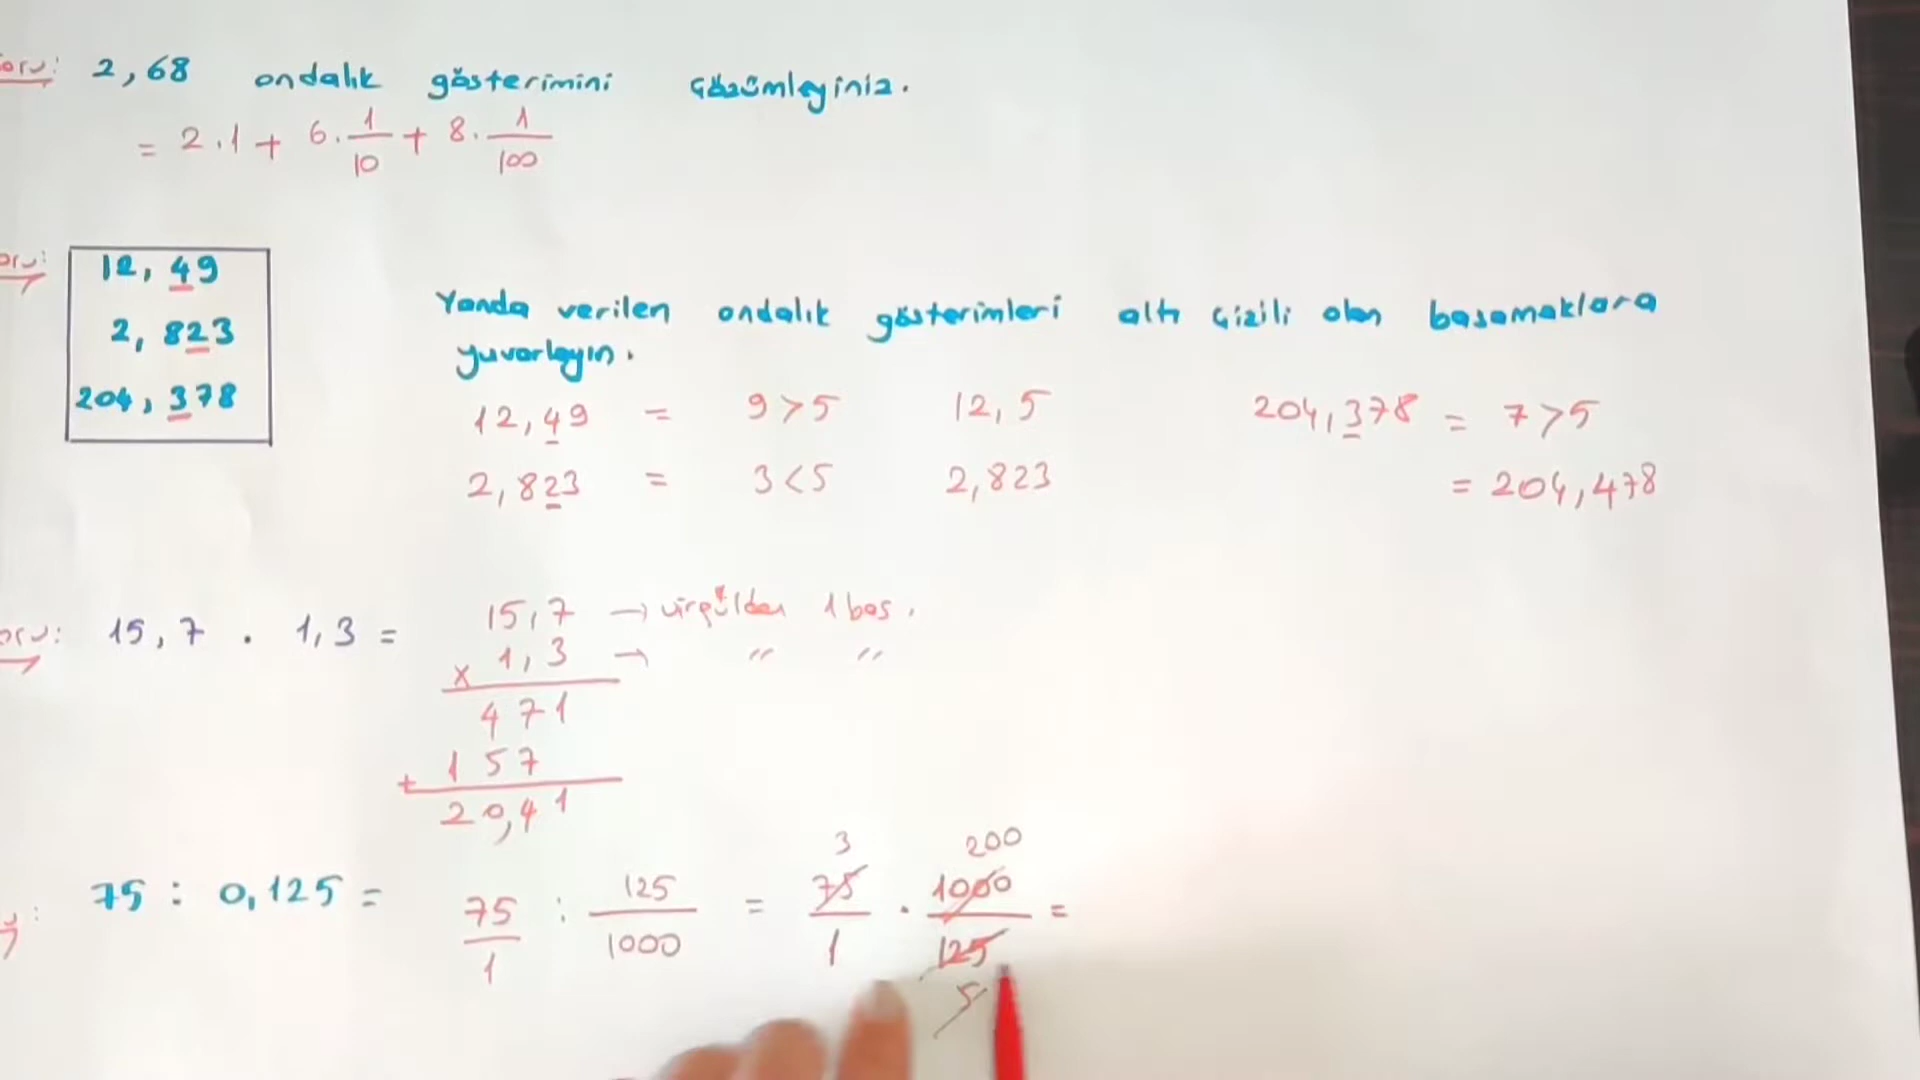 Soru: 2,68 ondalık gösterimini çözümleyiniz.
= 2.1 + 6. 1/10 + 8. 1/100
oru:
12,49
2,823
204,378
Yanda verilen ondalık gösterimleri altı çizili olan basamaklara
yuvarlayın.
12,49 = 9>5 12,5
2,823 = 3<5 2,823
204,378 = 7>5
= 204,478
oru: 15,7 . 1,3 =
15,7 → virgülden 1 bas.
x 1,3 → " "
471
+ 157
20,41
75 : 0,125 = 75/1 : 125/1000 = 75/1 . 1000/125 =
3 200
5